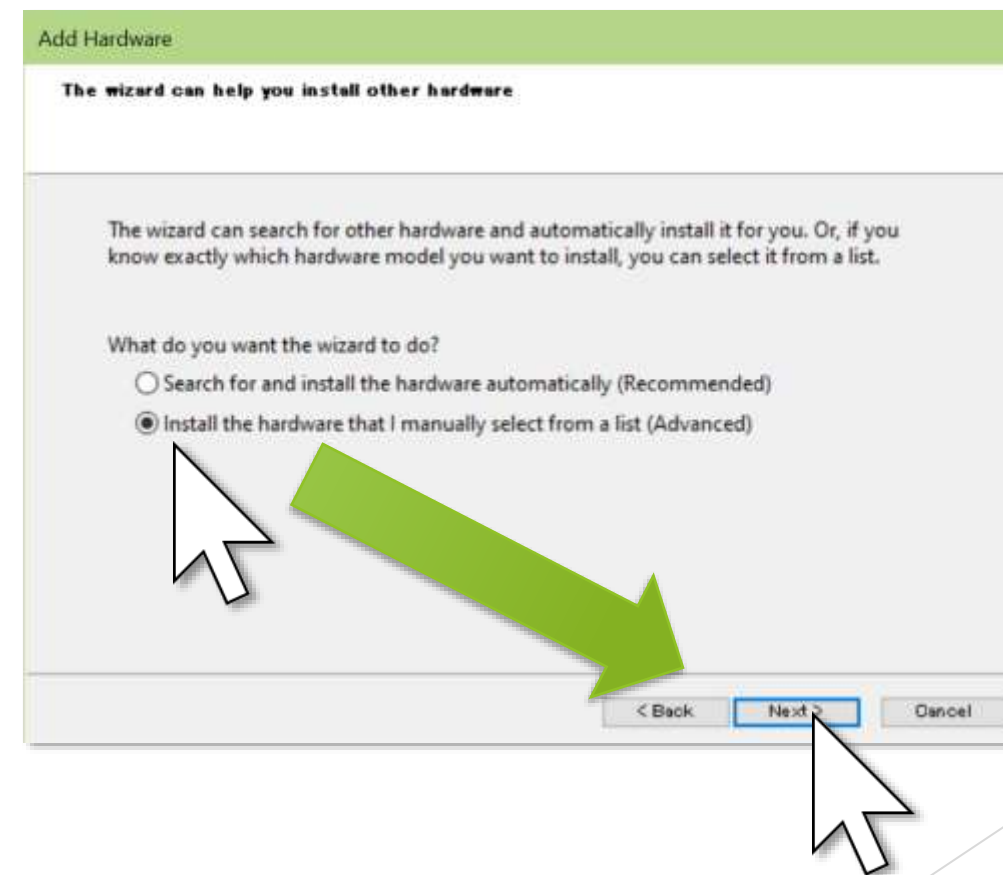 Add Hardware
The wizard can help you install other hardware
The wizard can search for other hardware and automatically install it for you. Or, if you
know exactly which hardware model you want to install, you can select it from a list.
What do you want the wizard to do?
Search for and install the hardware automatically (Recommended)
Install the hardware that I manually select from a list (Advanced)
< Back Next > Cancel